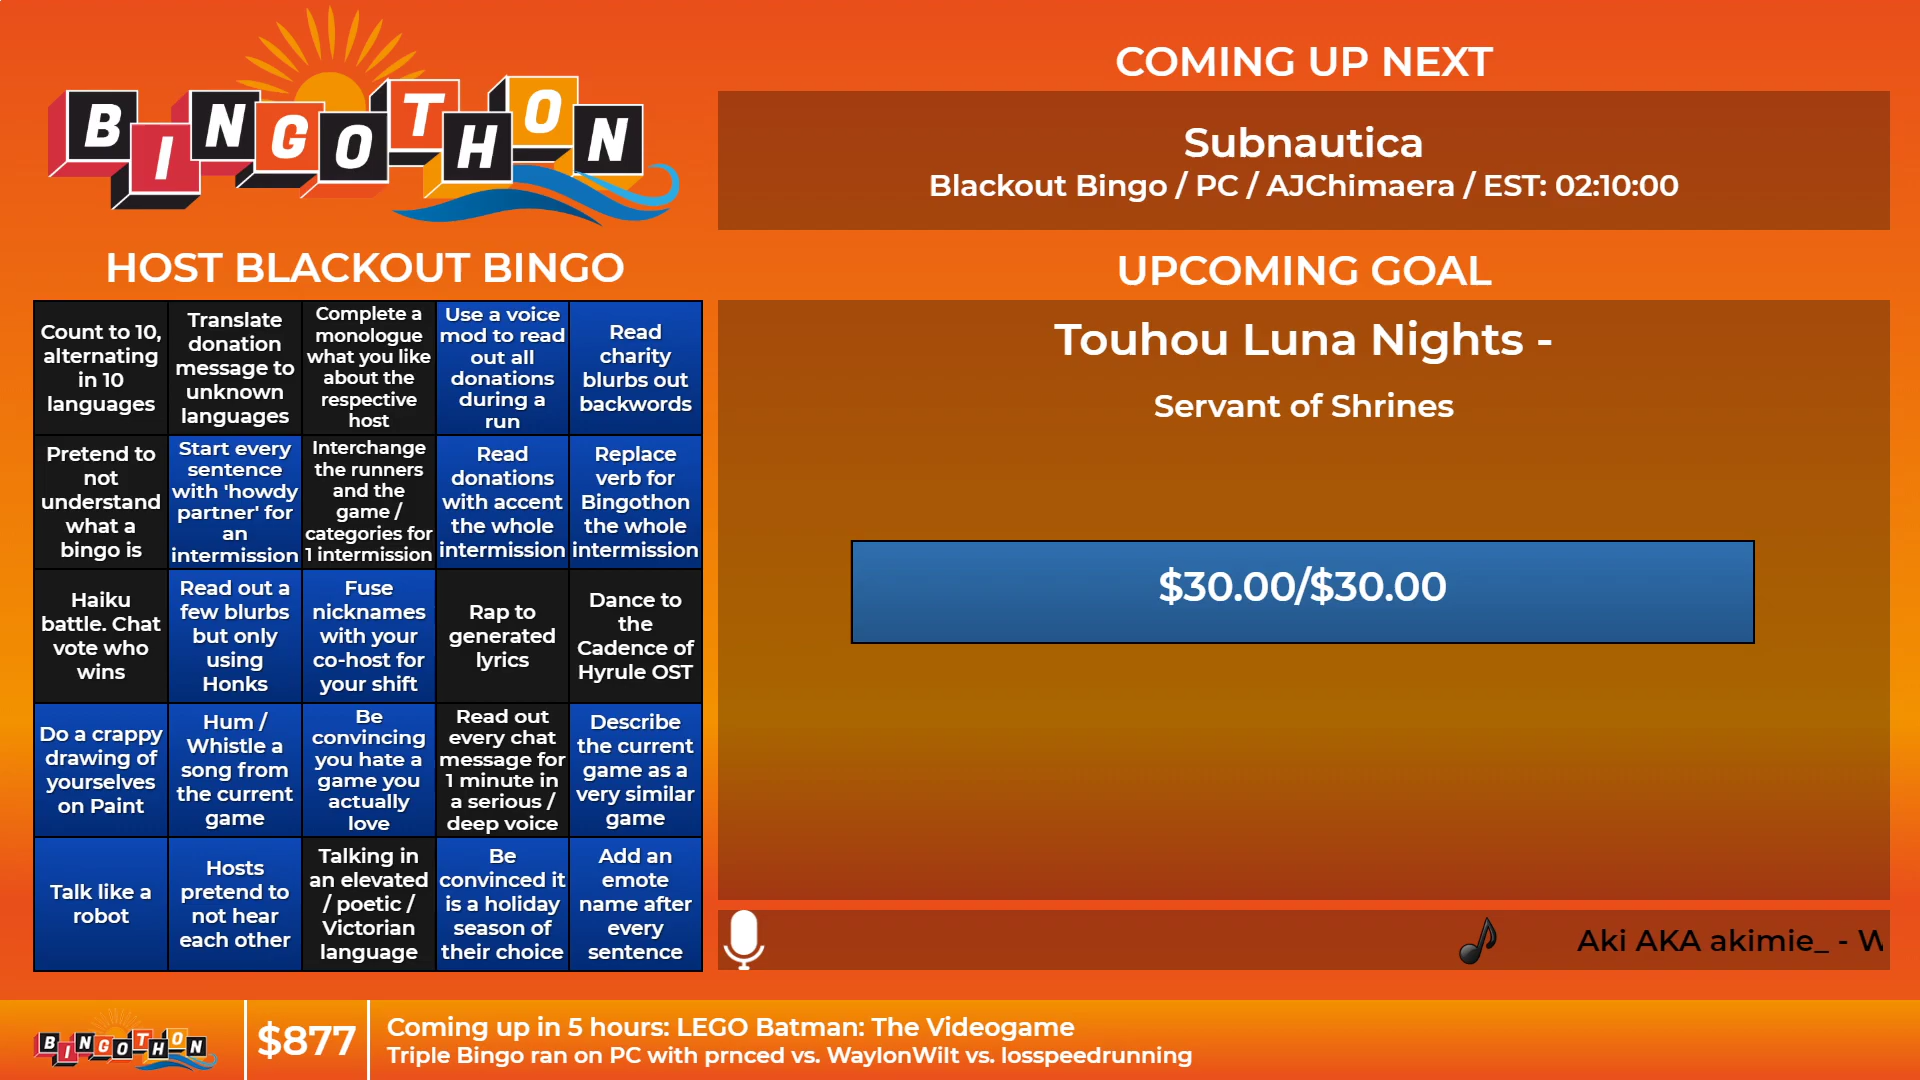 BINGOTHON
COMING UP NEXT
Subnautica
Blackout Bingo / PC / AJChimaera / EST: 02:10:00
HOST BLACKOUT BINGO
Count to 10,
alternating
in 10
languages
Translate
donation
message to
unknown
languages
Complete a
monologue
what you like
about the
respective
host
Use a voice
mod to read
out all
donations
during a
run
Read
charity
blurbs out
backwords
Pretend to
not
understand
what a
bingo is
Start every
sentence
with 'howdy
partner' for
an
intermission
Interchange
the runners
and the
game /
categories for
1 intermission
Read
donations
with accent
the whole
intermission
Replace
verb for
Bingothon
the whole
intermission
Haiku
battle. Chat
vote who
wins
Read out a
few blurbs
but only
using
Honks
Fuse
nicknames
with your
co-host for
your shift
Rap to
generated
lyrics
Dance to
the
Cadence of
Hyrule OST
Do a crappy
drawing of
yourselves
on Paint
Hum /
Whistle a
song from
the current
game
Be
convincing
you hate a
game you
actually
love
Read out
every chat
message for
1 minute in
a serious /
deep voice
Describe
the current
game as a
very similar
game
Talk like a
robot
Hosts
pretend to
not hear
each other
Talking in
an elevated
/ poetic /
Victorian
language
Be
convinced it
is a holiday
season of
their choice
Add an
emote
name after
every
sentence
UPCOMING GOAL
Touhou Luna Nights -
Servant of Shrines
$30.00/$30.00
Aki AKA akimie_ - W
BINGOTHON
$877
Coming up in 5 hours: LEGO Batman: The Videogame
Triple Bingo ran on PC with prnced vs. WaylonWilt vs. losspeedrunning